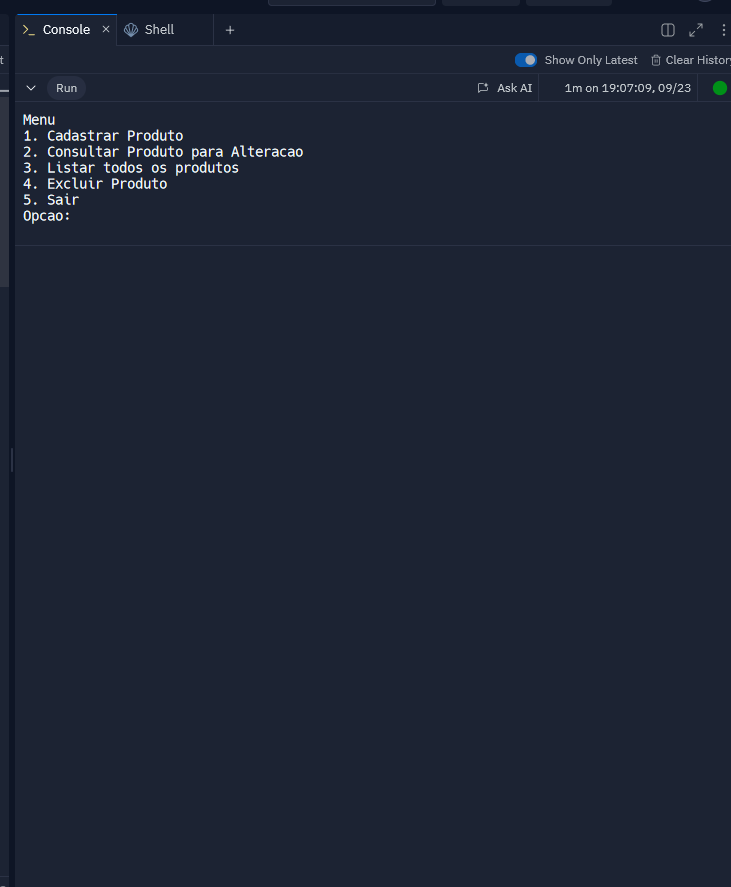 Console × Shell +
Show Only Latest Clear History
Run Ask AI 1m on 19:07:09, 09/23
Menu
1. Cadastrar Produto
2. Consultar Produto para Alteracao
3. Listar todos os produtos
4. Excluir Produto
5. Sair
Opcao: